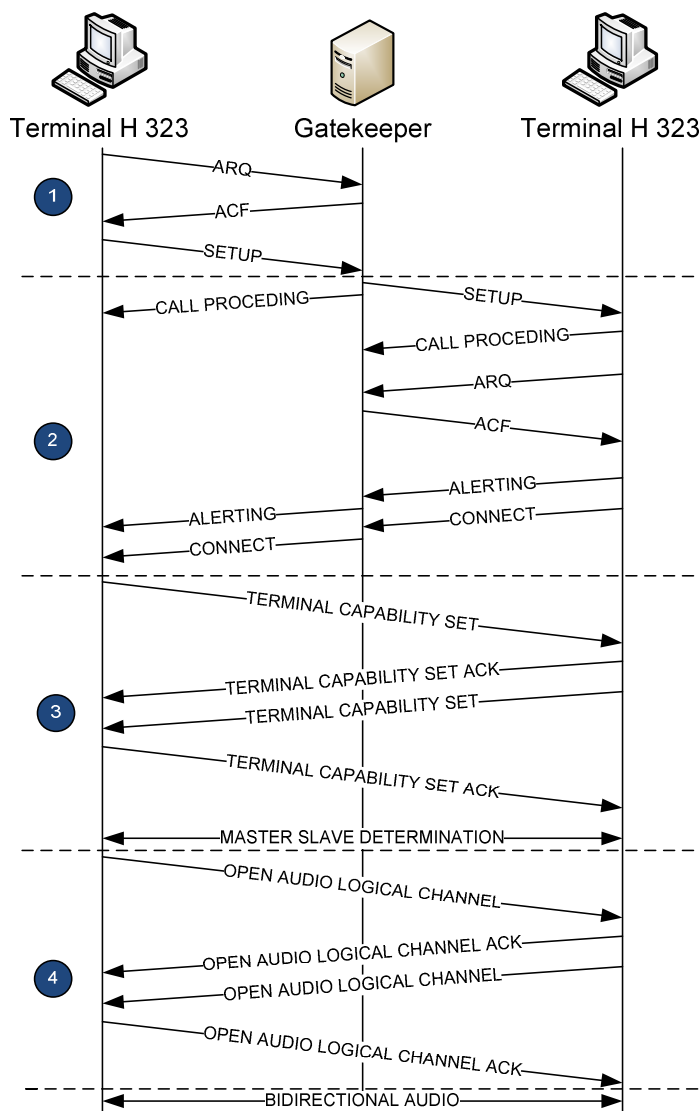 Terminal H 323
Gatekeeper
Terminal H 323
1
ARQ
ACF
SETUP
2
SETUP
CALL PROCEDING
CALL PROCEDING
ARQ
ACF
ALERTING
ALERTING
CONNECT
CONNECT
3
TERMINAL CAPABILITY SET
TERMINAL CAPABILITY SET ACK
TERMINAL CAPABILITY SET
TERMINAL CAPABILITY SET ACK
MASTER SLAVE DETERMINATION
4
OPEN AUDIO LOGICAL CHANNEL
OPEN AUDIO LOGICAL CHANNEL ACK
OPEN AUDIO LOGICAL CHANNEL
OPEN AUDIO LOGICAL CHANNEL ACK
BIDIRECTIONAL AUDIO